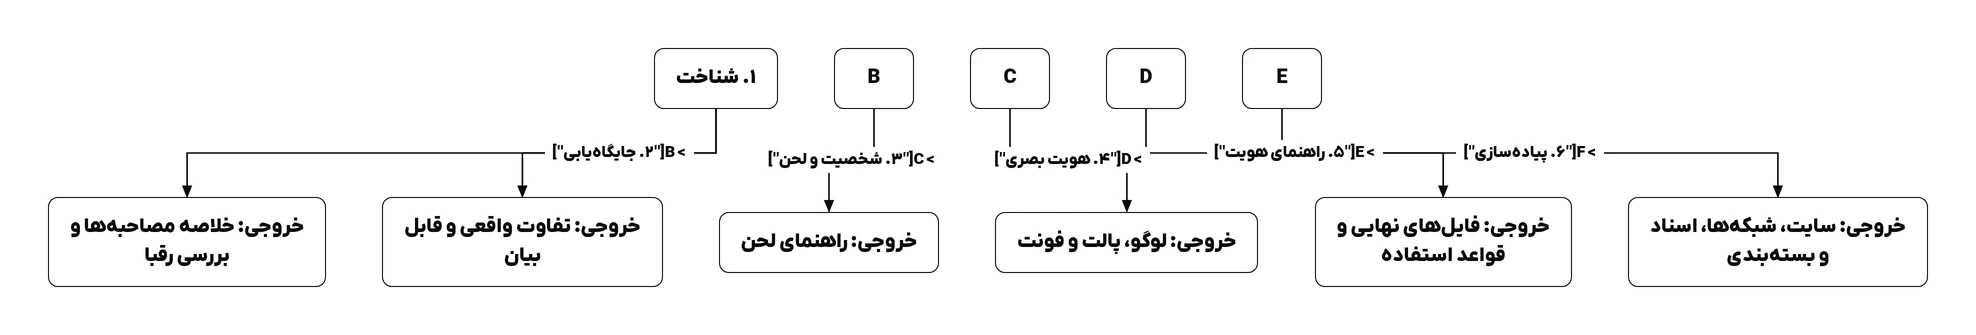 ۱. شناخت
B
C
D
E
> B["۲. جایگاه‌یابی"]
> C["۳. شخصیت و لحن"]
> D["۴. هویت بصری"]
> E["۵. راهنمای هویت"]
> F["۶. پیاده‌سازی"]
خروجی: خلاصه مصاحبه‌ها و
بررسی رقبا
خروجی: تفاوت واقعی و قابل
بیان
خروجی: راهنمای لحن
خروجی: لوگو، پالت و فونت
خروجی: فایل‌های نهایی و
قواعد استفاده
خروجی: سایت، شبکه‌ها، اسناد
و بسته‌بندی